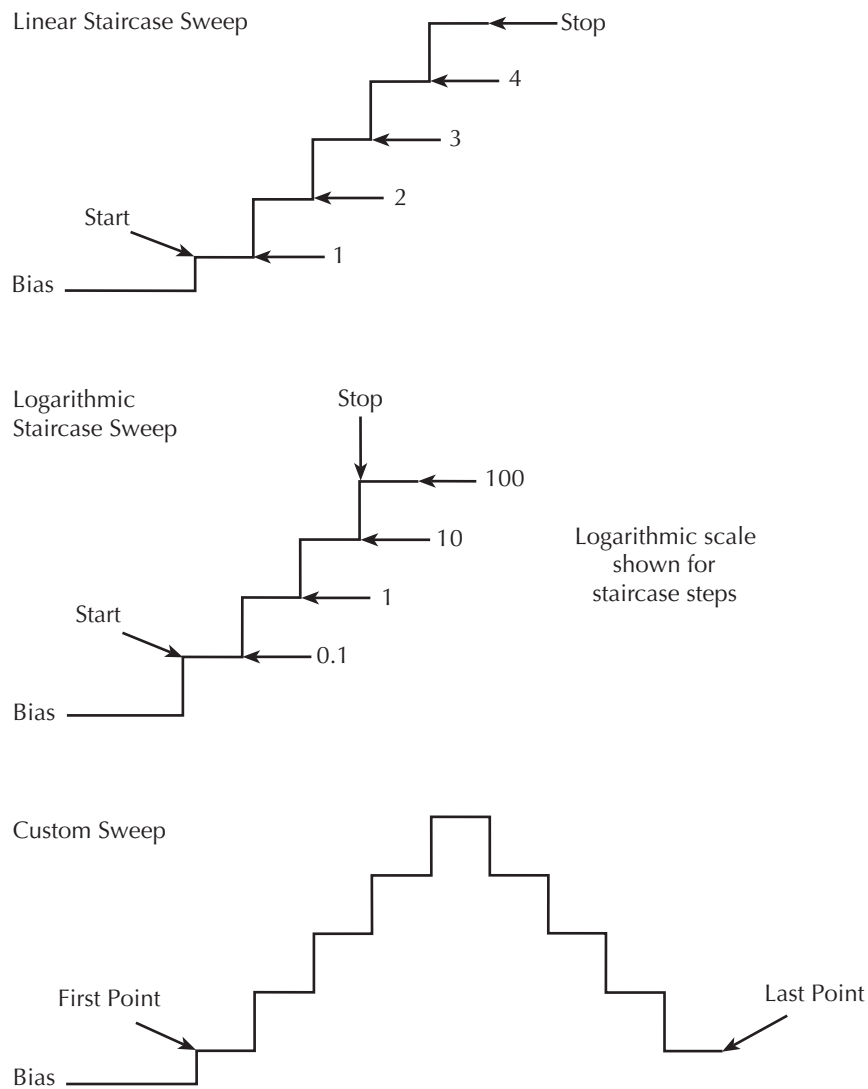 Linear Staircase Sweep
Stop
4
3
2
Start
1
Bias
Logarithmic
Staircase Sweep
Stop
100
10
Logarithmic scale
shown for
staircase steps
1
Start
0.1
Bias
Custom Sweep
First Point
Last Point
Bias